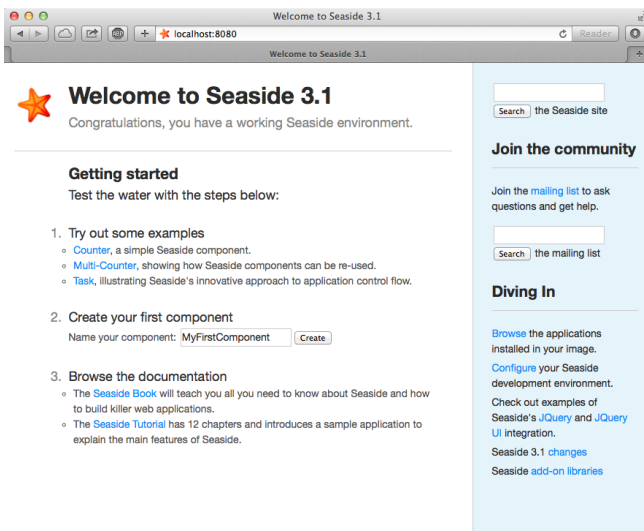 Welcome to Seaside 3.1
ABP
+
localhost:8080
Reader
Welcome to Seaside 3.1
+
Welcome to Seaside 3.1
Congratulations, you have a working Seaside environment.
Getting started
Test the water with the steps below:
1. Try out some examples
Counter, a simple Seaside component.
Multi-Counter, showing how Seaside components can be re-used.
Task, illustrating Seaside's innovative approach to application control flow.
2. Create your first component
Name your component: MyFirstComponent Create
3. Browse the documentation
The Seaside Book will teach you all you need to know about Seaside and how
to build killer web applications.
The Seaside Tutorial has 12 chapters and introduces a sample application to
explain the main features of Seaside.
Search the Seaside site
Join the community
Join the mailing list to ask
questions and get help.
Search the mailing list
Diving In
Browse the applications
installed in your image.
Configure your Seaside
development environment.
Check out examples of
Seaside's JQuery and JQuery
UI integration.
Seaside 3.1 changes
Seaside add-on libraries